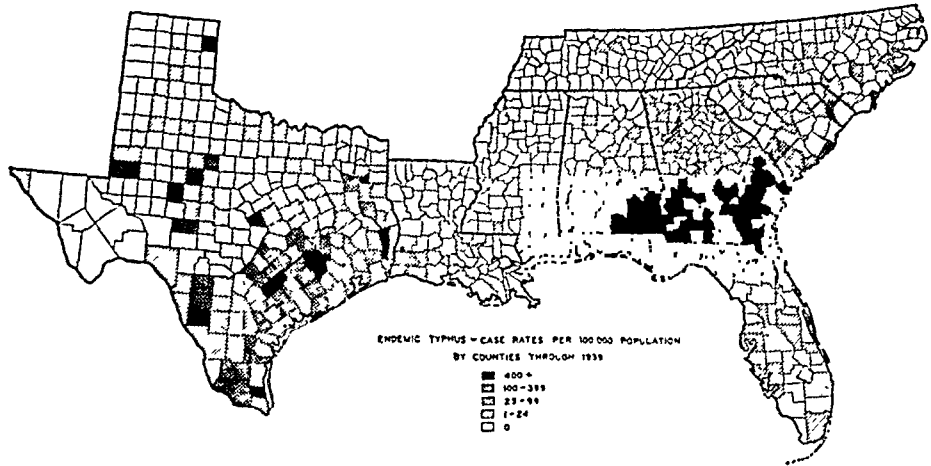 ENDEMIC TYPHUS - CASE RATES PER 100 000 POPULATION
BY COUNTIES THROUGH 1939
400 +
100-399
25-99
1-24
0